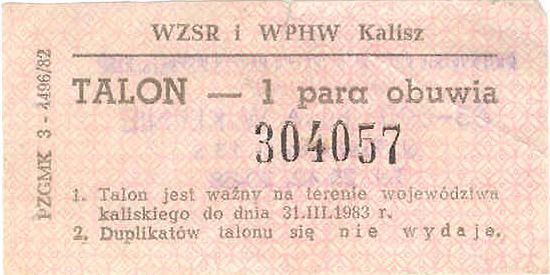 WZSR i WPHW Kalisz
TALON — 1 para obuwia
304057
1. Talon jest ważny na terenie województwa
kaliskiego do dnia 31.III.1983 r.
2. Duplikatów talonu się nie wydaje.
PZGMK 3 - 4496/82